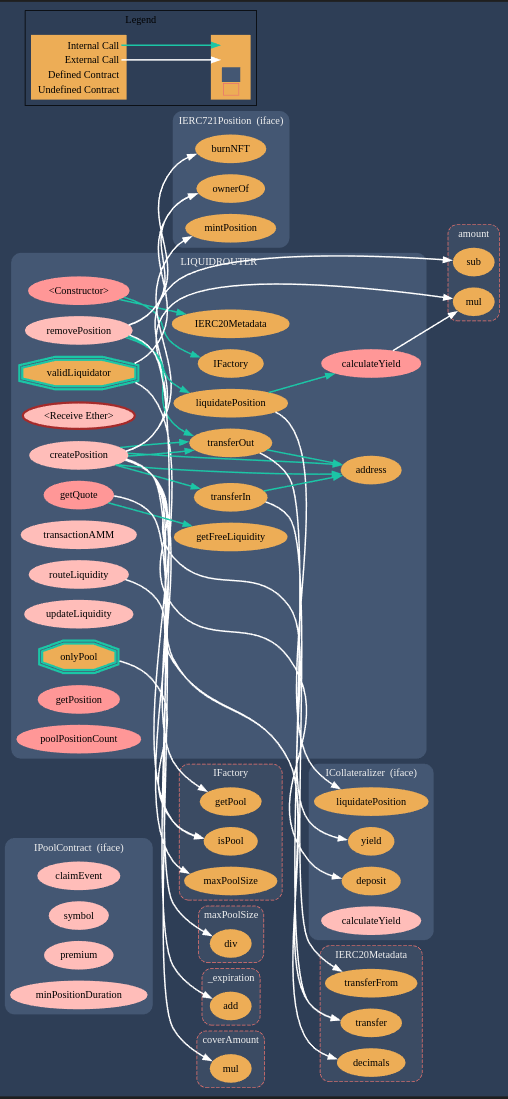 Legend
Internal Call
External Call
Defined Contract
Undefined Contract
IERC721Position (iface)
burnNFT
ownerOf
mintPosition
amount
sub
mul
LIQUIDROUTER
<Constructor>
removePosition
validLiquidator
<Receive Ether>
createPosition
getQuote
transactionAMM
routeLiquidity
updateLiquidity
onlyPool
getPosition
poolPositionCount
IERC20Metadata
IFactory
liquidatePosition
transferOut
transferIn
getFreeLiquidity
calculateYield
address
IFactory
getPool
isPool
maxPoolSize
ICollateralizer (iface)
liquidatePosition
yield
deposit
calculateYield
IPoolContract (iface)
claimEvent
symbol
premium
minPositionDuration
maxPoolSize
div
_expiration
add
coverAmount
mul
IERC20Metadata
transferFrom
transfer
decimals